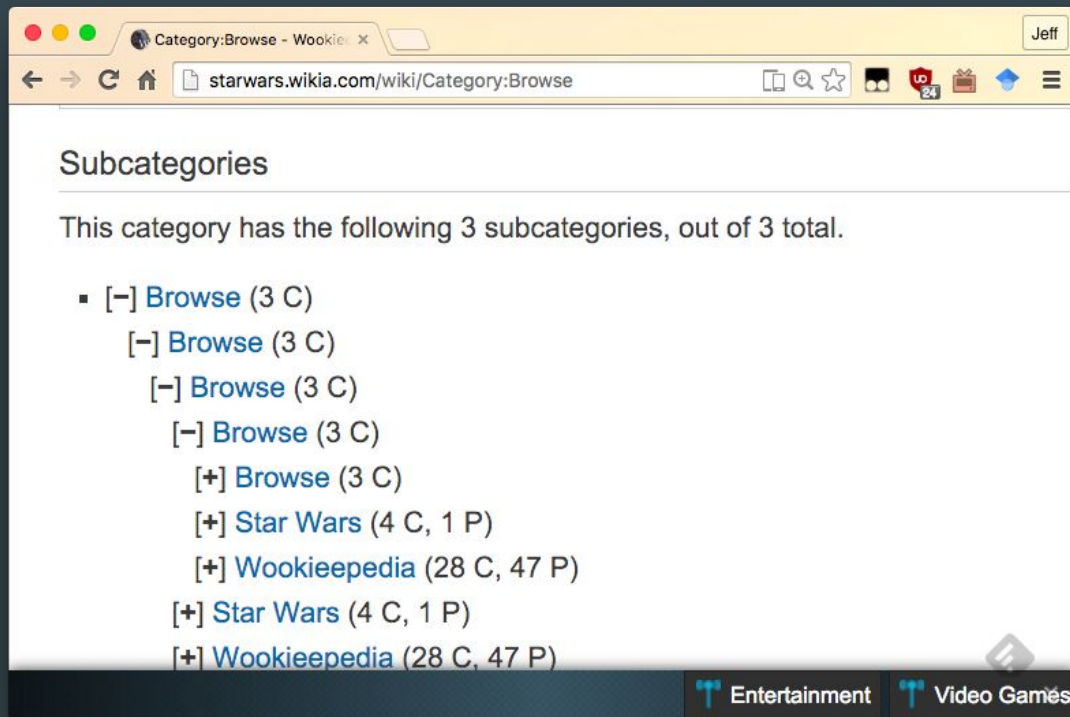 Category:Browse - Wookie
Jeff
starwars.wikia.com/wiki/Category:Browse
24
Subcategories
This category has the following 3 subcategories, out of 3 total.
[−] Browse (3 C)
[−] Browse (3 C)
[−] Browse (3 C)
[−] Browse (3 C)
[+] Browse (3 C)
[+] Star Wars (4 C, 1 P)
[+] Wookieepedia (28 C, 47 P)
[+] Star Wars (4 C, 1 P)
[+] Wookieepedia (28 C, 47 P)
Entertainment
Video Games